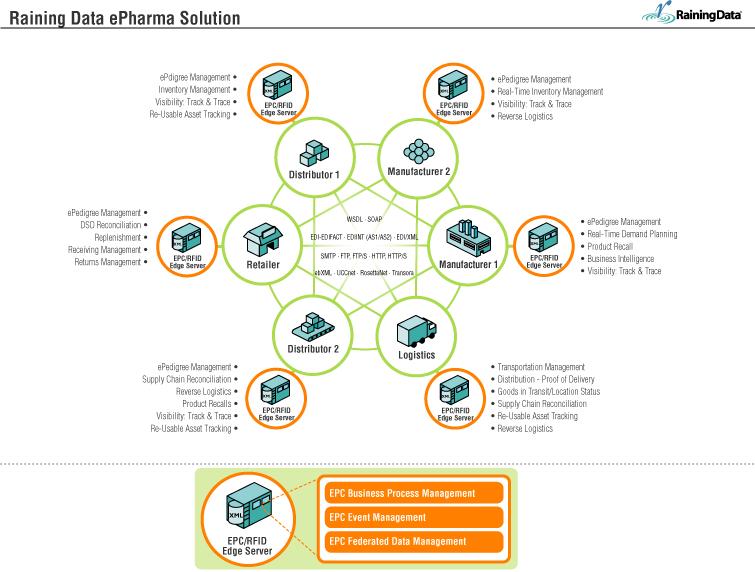 Raining Data ePharma Solution
RainingData™
ePdigree Management •
Inventory Management •
Visibility: Track & Trace •
Re-Usable Asset Tracking •
EPC/RFID
Edge Server
XML
• ePedigree Management
• Real-Time Inventory Management
• Visibility: Track & Trace
• Reverse Logistics
EPC/RFID
Edge Server
XML
Distributor 1
Manufacturer 2
ePedigree Management •
DSD Reconciliation •
Replenishment •
Receiving Management •
Returns Management •
XML
EPC/RFID
Edge Server
Retailer
WSDL · SOAP
EDI-EDIFACT · EDIINT (AS1/AS2) · EDI/XML
SMTP · FTP, FTP/S · HTTP, HTTP/S
ebXML · UCCnet · RosettaNet · Transora
Manufacturer 1
XML
EPC/RFID
Edge Server
• ePedigree Management
• Real-Time Demand Planning
• Product Recall
• Business Intelligence
• Visibility: Track & Trace
Distributor 2
Logistics
ePedigree Management •
Supply Chain Reconciliation •
Reverse Logistics •
Product Recalls •
Visibility: Track & Trace •
Re-Usable Asset Tracking •
XML
EPC/RFID
Edge Server
XML
EPC/RFID
Edge Server
• Transportation Management
• Distribution - Proof of Delivery
• Goods in Transit/Location Status
• Supply Chain Reconciliation
• Re-Usable Asset Tracking
• Reverse Logistics
XML
EPC/RFID
Edge Server
EPC Business Process Management
EPC Event Management
EPC Federated Data Management